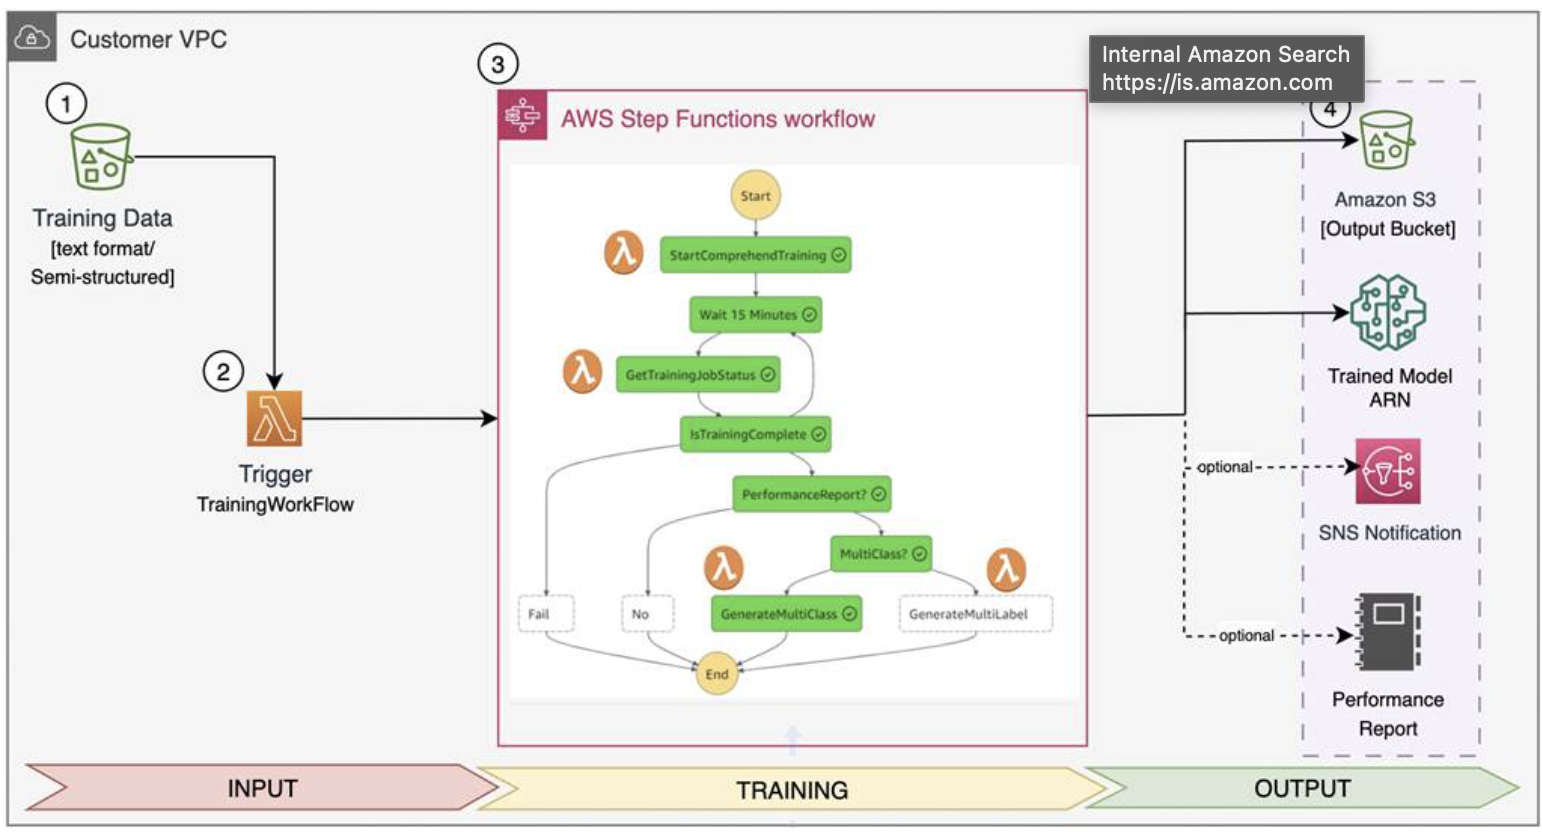 Customer VPC
1
Training Data
[text format/
Semi-structured]
2
Trigger
TrainingWorkFlow
3
AWS Step Functions workflow
Start
StartComprehendTraining
Wait 15 Minutes
GetTrainingJobStatus
IsTrainingComplete
PerformanceReport?
MultiClass?
Fail
No
GenerateMultiClass
GenerateMultiLabel
End
Internal Amazon Search
https://is.amazon.com
4
Amazon S3
[Output Bucket]
Trained Model
ARN
optional
SNS Notification
optional
Performance
Report
INPUT
TRAINING
OUTPUT